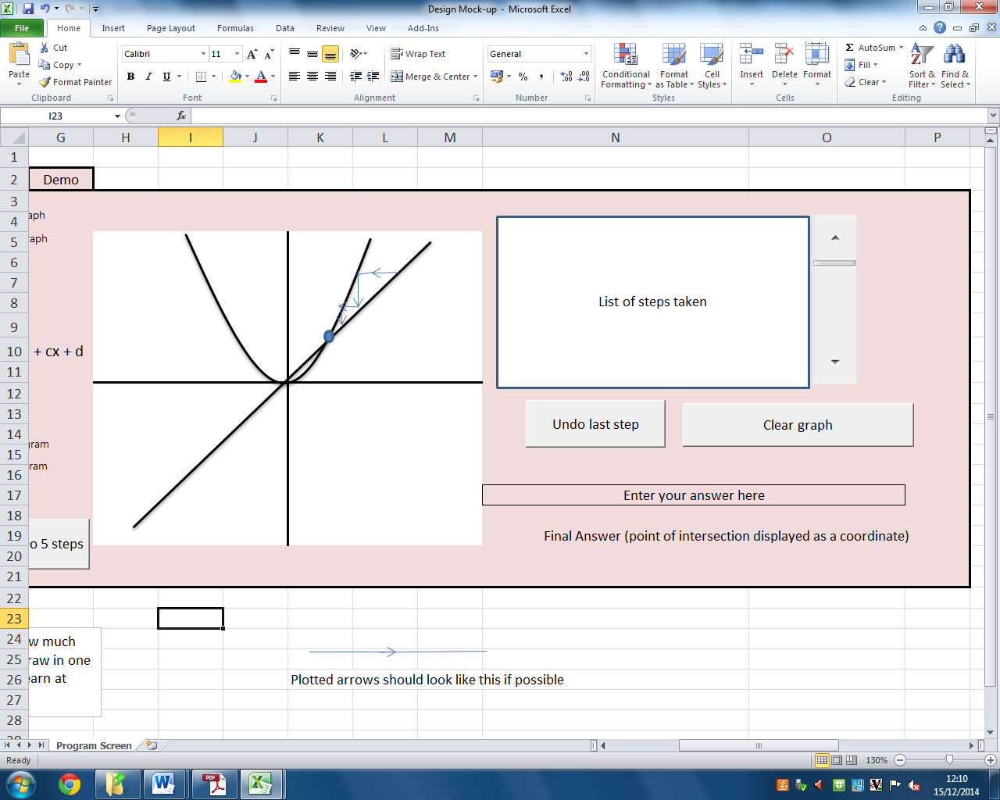 Design Mock-up - Microsoft Excel
File Home Insert Page Layout Formulas Data Review View Add-Ins
Paste
Cut
Copy
Format Painter
Clipboard
Calibri 11
B I U
Font
Wrap Text
Merge & Center
Alignment
General
Number
Conditional Formatting
Format as Table
Cell Styles
Styles
Insert Delete Format
Cells
AutoSum
Fill
Clear
Sort & Filter
Find & Select
Editing
I23
fx
G H I J K L M N O P
1
2 Demo
3
4 aph
5 raph
6
7
8 List of steps taken
9
10 + cx + d
11
12
13 Undo last step Clear graph
14
15 gram
16 ram
17 Enter your answer here
18
19 o 5 steps Final Answer (point of intersection displayed as a coordinate)
20
21
22
23
24 w much
25 raw in one
26 earn at Plotted arrows should look like this if possible
27
28
29
Program Screen
Ready 130%
12:10
15/12/2014